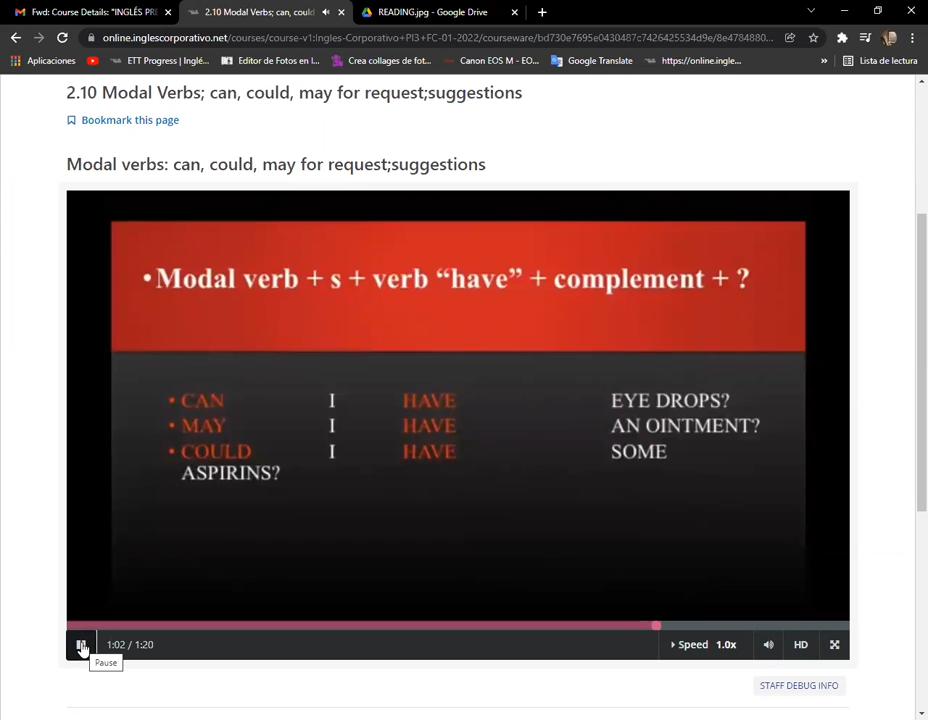 Fwd: Course Details: "INGLÉS PRE
2.10 Modal Verbs; can, could
READING.jpg - Google Drive
online.inglescorporativo.net/courses/course-v1:Ingles-Corporativo+PI3+FC-01-2022/courseware/bd730e7695e0430487c7426425534d9e/8e4784880...
Aplicaciones
ETT Progress | Inglé...
Editor de Fotos en l...
Crea collages de fot...
Canon EOS M - EO...
Google Translate
https://online.ingle...
»
Lista de lectura
2.10 Modal Verbs; can, could, may for request;suggestions
Bookmark this page
Modal verbs: can, could, may for request;suggestions
•Modal verb + s + verb “have” + complement + ?
• CAN I HAVE EYE DROPS?
• MAY I HAVE AN OINTMENT?
• COULD I HAVE SOME
ASPIRINS?
1:02 / 1:20
Speed 1.0x
HD
Pause
STAFF DEBUG INFO